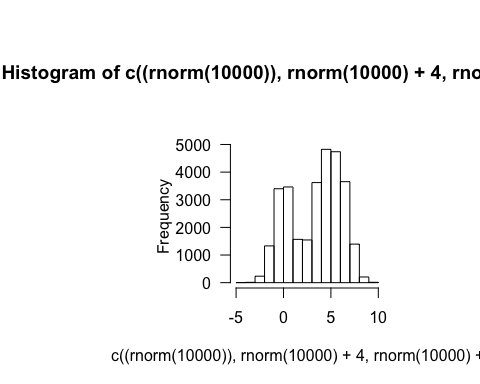 Histogram of c((rnorm(10000)), rnorm(10000) + 4, rno
Frequency
5000
4000
3000
2000
1000
0
-5 0 5 10
c((rnorm(10000)), rnorm(10000) + 4, rnorm(10000) +